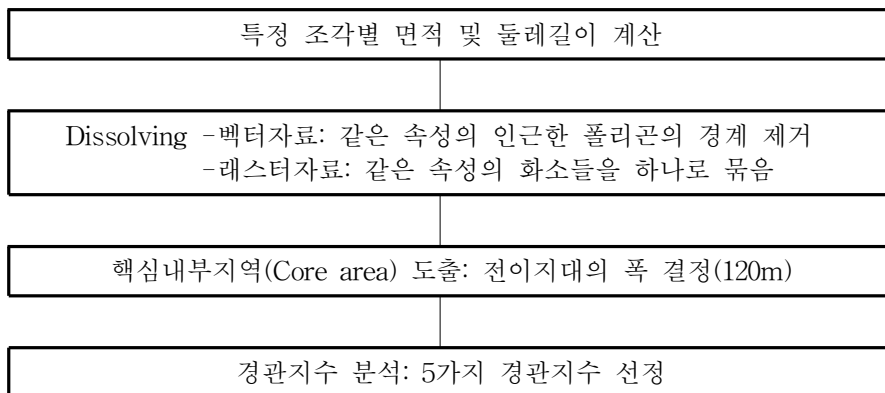 특정 조각별 면적 및 둘레길이 계산
Dissolving -벡터자료: 같은 속성의 인근한 폴리곤의 경계 제거
-래스터자료: 같은 속성의 화소들을 하나로 묶음
핵심내부지역(Core area) 도출: 전이지대의 폭 결정(120m)
경관지수 분석: 5가지 경관지수 선정